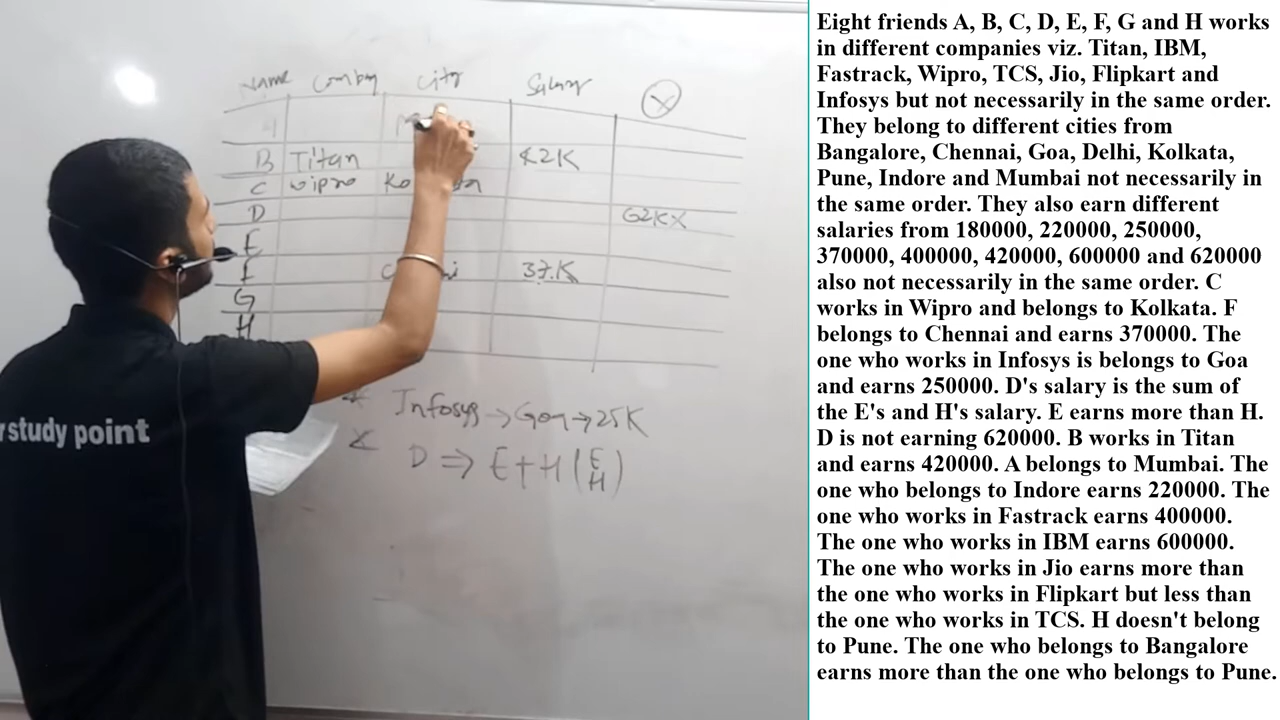 Name Company City Salary X
B Titan 42K
C wipro
D 62K X
E
F 37.K
G
H
* Infosys → Goa → 25K
* D ⇒ E + H ( E
H )
r study point
Eight friends A, B, C, D, E, F, G and H works
in different companies viz. Titan, IBM,
Fastrack, Wipro, TCS, Jio, Flipkart and
Infosys but not necessarily in the same order.
They belong to different cities from
Bangalore, Chennai, Goa, Delhi, Kolkata,
Pune, Indore and Mumbai not necessarily in
the same order. They also earn different
salaries from 180000, 220000, 250000,
370000, 400000, 420000, 600000 and 620000
also not necessarily in the same order. C
works in Wipro and belongs to Kolkata. F
belongs to Chennai and earns 370000. The
one who works in Infosys is belongs to Goa
and earns 250000. D's salary is the sum of
the E's and H's salary. E earns more than H.
D is not earning 620000. B works in Titan
and earns 420000. A belongs to Mumbai. The
one who belongs to Indore earns 220000. The
one who works in Fastrack earns 400000.
The one who works in IBM earns 600000.
The one who works in Jio earns more than
the one who works in Flipkart but less than
the one who works in TCS. H doesn't belong
to Pune. The one who belongs to Bangalore
earns more than the one who belongs to Pune.